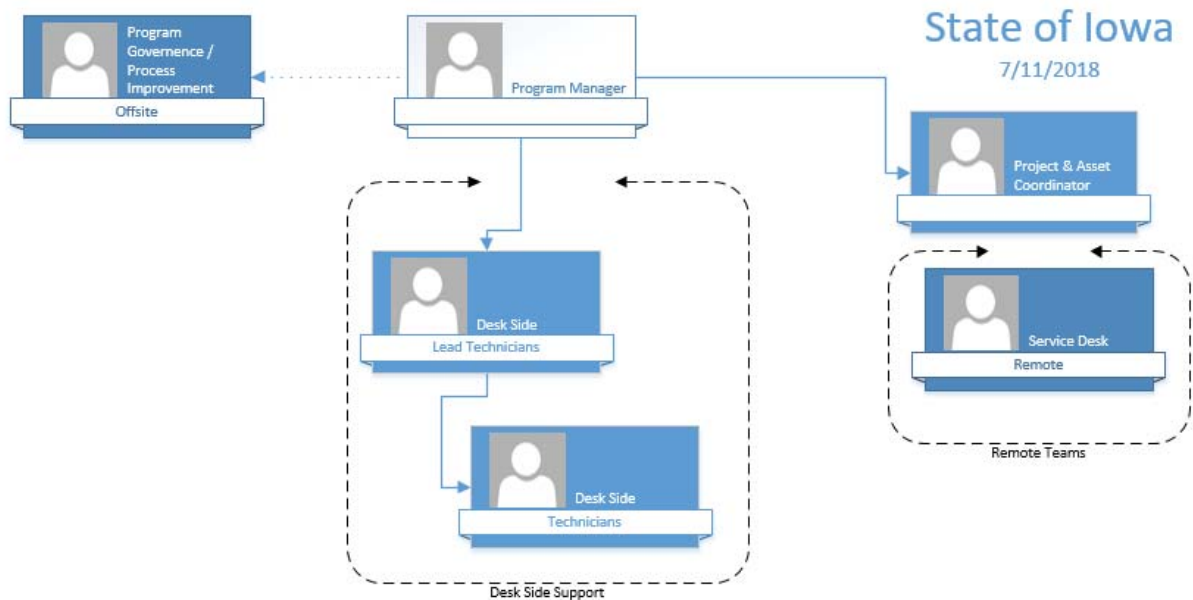 State of Iowa
7/11/2018
Program
Governence /
Process
Improvement
Offsite
Program Manager
Project & Asset
Coordinator
Desk Side
Lead Technicians
Service Desk
Remote
Remote Teams
Desk Side
Technicians
Desk Side Support